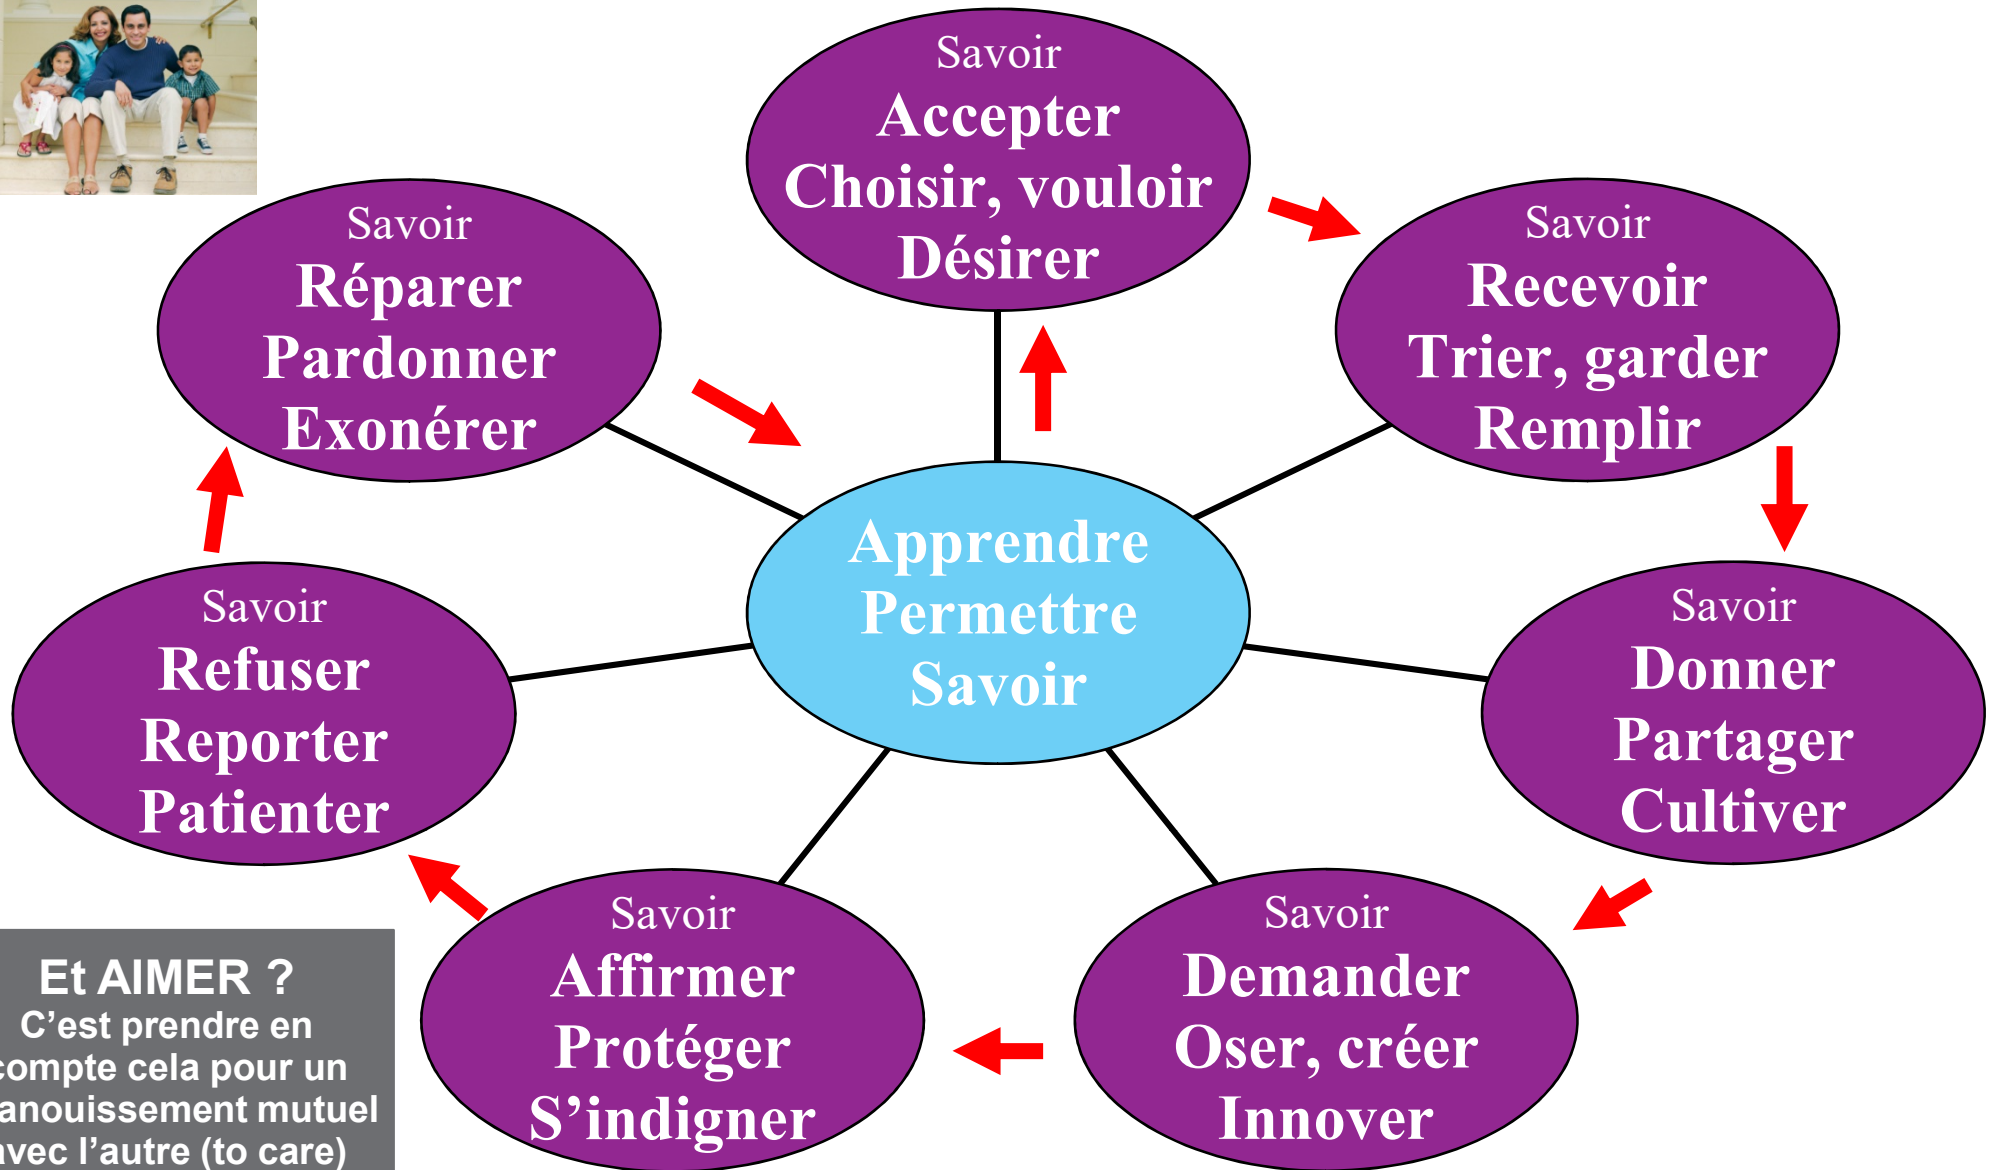 Savoir
Accepter
Choisir, vouloir
Désirer
Savoir
Recevoir
Trier, garder
Remplir
Savoir
Donner
Partager
Cultiver
Savoir
Demander
Oser, créer
Innover
Savoir
Affirmer
Protéger
S’indigner
Savoir
Refuser
Reporter
Patienter
Savoir
Réparer
Pardonner
Exonérer
Apprendre
Permettre
Savoir
Et AIMER ?
C’est prendre en
compte cela pour un
anouissement mutuel
avec l’autre (to care)